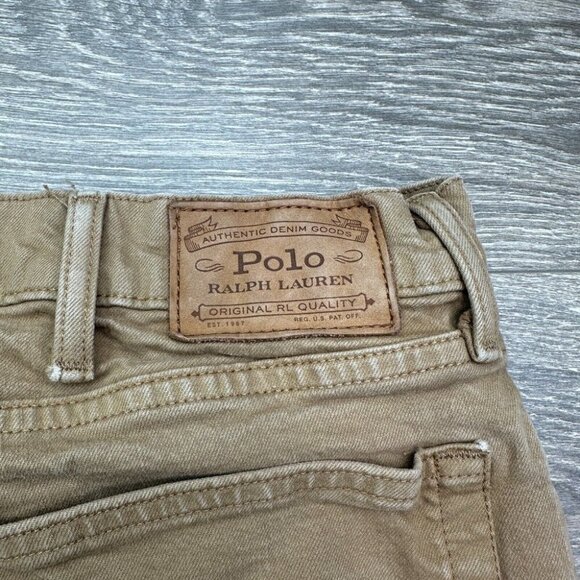 AUTHENTIC DENIM GOODS
Polo
RALPH LAUREN
ORIGINAL RL QUALITY
EST. 1967 REG. U.S. PAT. OFF.